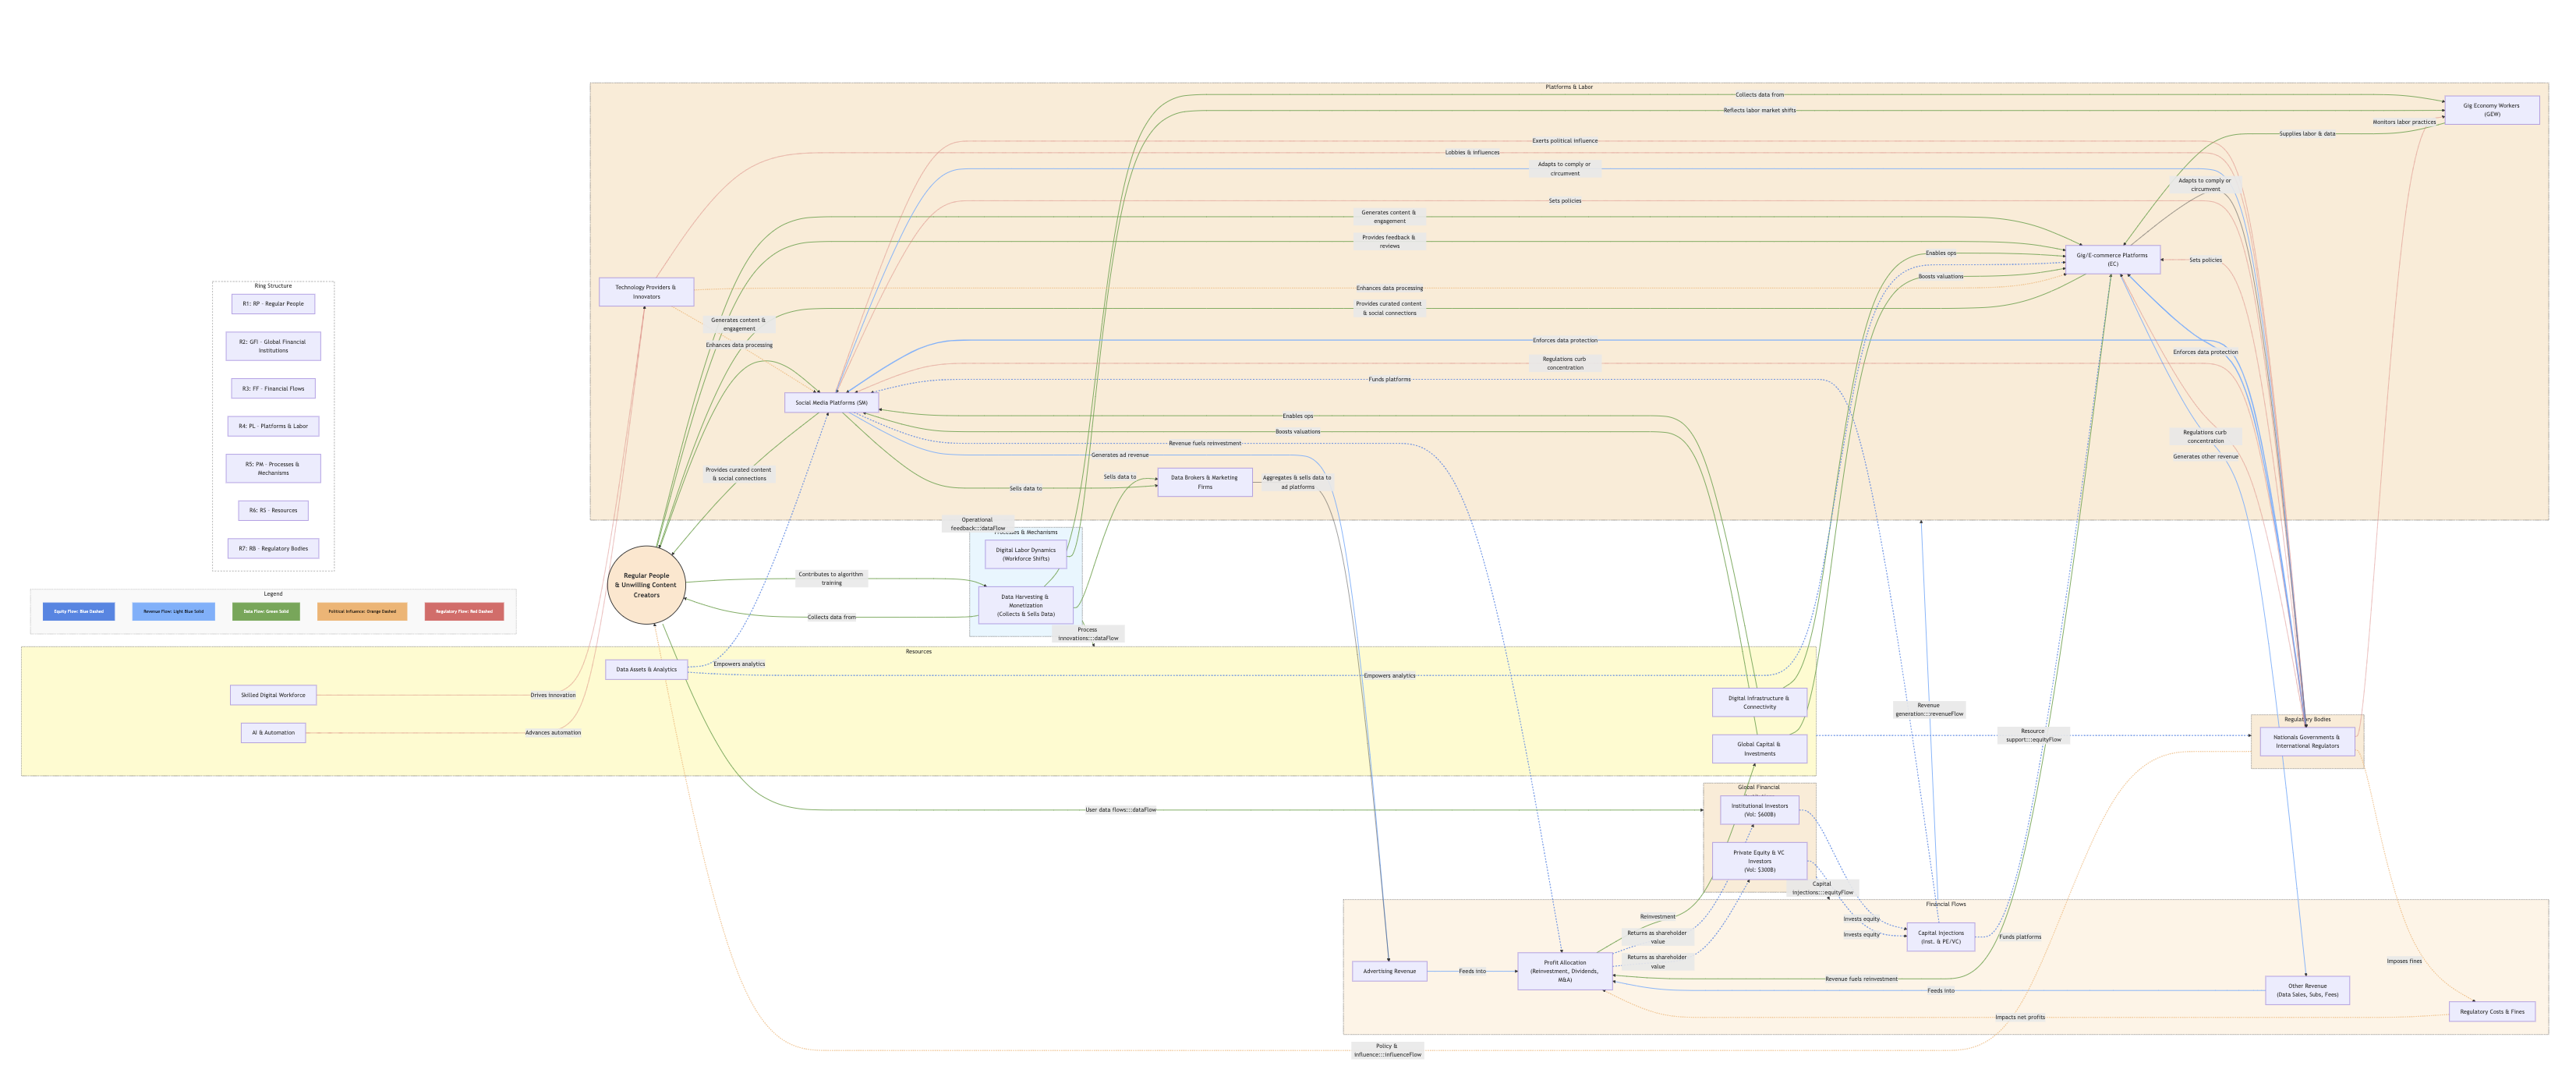 Platforms & Labor
Collects data from
Gig Economy Workers
(GEW)
Reflects labor market shifts
Monitors labor practices
Supplies labor & data
Exerts political influence
Lobbies & influences
Adapts to comply or
circumvent
Adapts to comply or
circumvent
Sets policies
Generates content &
engagement
Provides feedback &
reviews
Enables ops
Gig/E-commerce Platforms
(EC)
Sets policies
Boosts valuations
Technology Providers &
Innovators
Enhances data processing
Provides curated content
& social connections
Generates content &
engagement
Enhances data processing
Enforces data protection
Enforces data protection
Regulations curb
concentration
Funds platforms
Social Media Platforms (SM)
Enables ops
Boosts valuations
Revenue fuels reinvestment
Regulations curb
concentration
Generates ad revenue
Generates other revenue
Provides curated content
& social connections
Sells data to
Sells data to
Data Brokers & Marketing
Firms
Aggregates & sells data to
ad platforms
Ring Structure
R1: RP - Regular People
R2: GFI - Global Financial
Institutions
R3: FF - Financial Flows
R4: PL - Platforms & Labor
R5: PM - Processes &
Mechanisms
R6: RS - Resources
R7: RB - Regulatory Bodies
Operational
feedback:::dataFlow
Processes & Mechanisms
Digital Labor Dynamics
(Workforce Shifts)
Regular People
& Unwilling Content
Creators
Contributes to algorithm
training
Data Harvesting &
Monetization
(Collects & Sells Data)
Collects data from
Process
innovations:::dataFlow
Legend
Equity Flow: Blue Dashed
Revenue Flow: Light Blue Solid
Data Flow: Green Solid
Political Influence: Orange Dashed
Regulatory Flow: Red Dashed
Resources
Data Assets & Analytics
Empowers analytics
Empowers analytics
Skilled Digital Workforce
Drives innovation
AI & Automation
Advances automation
Digital Infrastructure &
Connectivity
Global Capital &
Investments
Revenue
generation:::revenueFlow
Resource
support:::equityFlow
Regulatory Bodies
Nationals Governments &
International Regulators
User data flows:::dataFlow
Global Financial
Institutional Investors
(Vol: $600B)
Private Equity & VC
Investors
(Vol: $300B)
Capital
injections:::equityFlow
Financial Flows
Reinvestment
Invests equity
Invests equity
Returns as shareholder
value
Returns as shareholder
value
Capital Injections
(Inst. & PE/VC)
Funds platforms
Imposes fines
Advertising Revenue
Feeds into
Profit Allocation
(Reinvestment, Dividends,
M&A)
Revenue fuels reinvestment
Feeds into
Other Revenue
(Data Sales, Subs, Fees)
Impacts net profits
Regulatory Costs & Fines
Policy &
influence:::influenceFlow